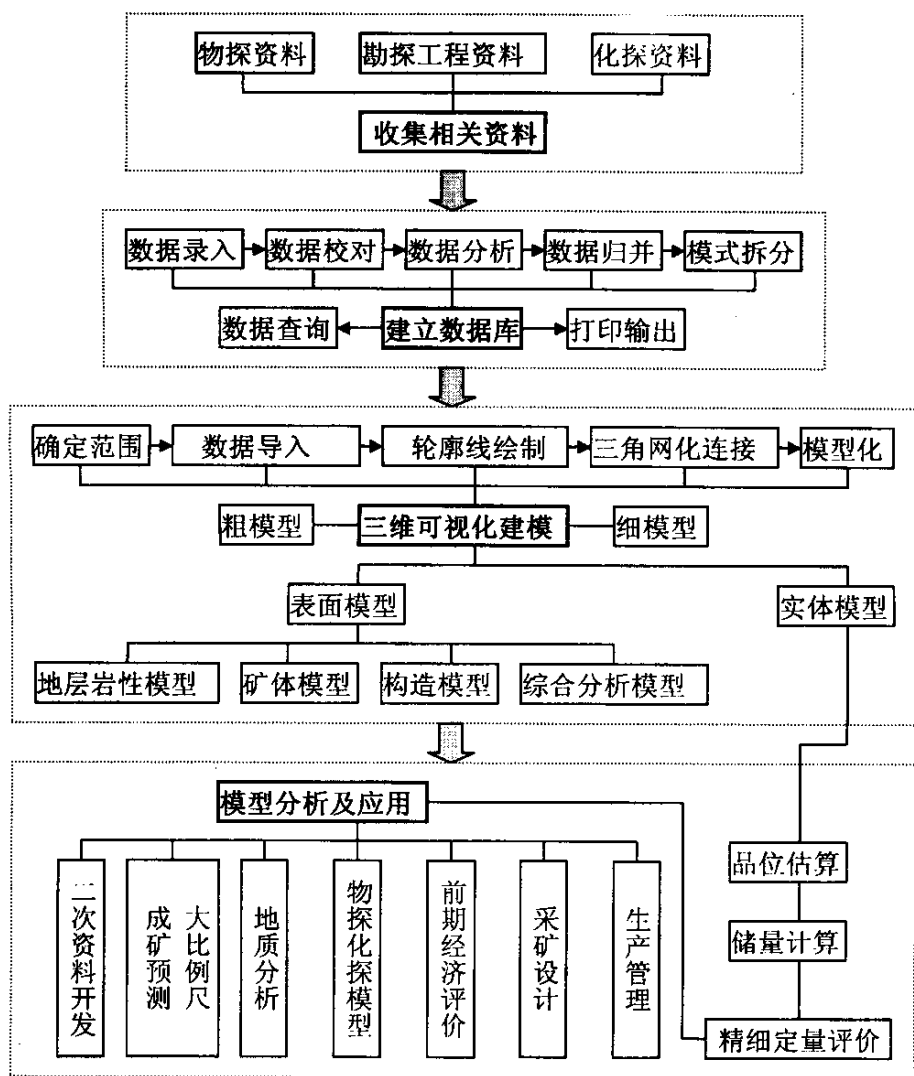 物探资料
勘探工程资料
化探资料
收集相关资料
数据录入
数据校对
数据分析
数据归并
模式拆分
数据查询
建立数据库
打印输出
确定范围
数据导入
轮廓线绘制
三角网化连接
模型化
粗模型
三维可视化建模
细模型
表面模型
实体模型
地层岩性模型
矿体模型
构造模型
综合分析模型
模型分析及应用
二次资料开发
大比例尺
成矿预测
地质分析
物探化探模型
前期经济评价
采矿设计
生产管理
品位估算
储量计算
精细定量评价